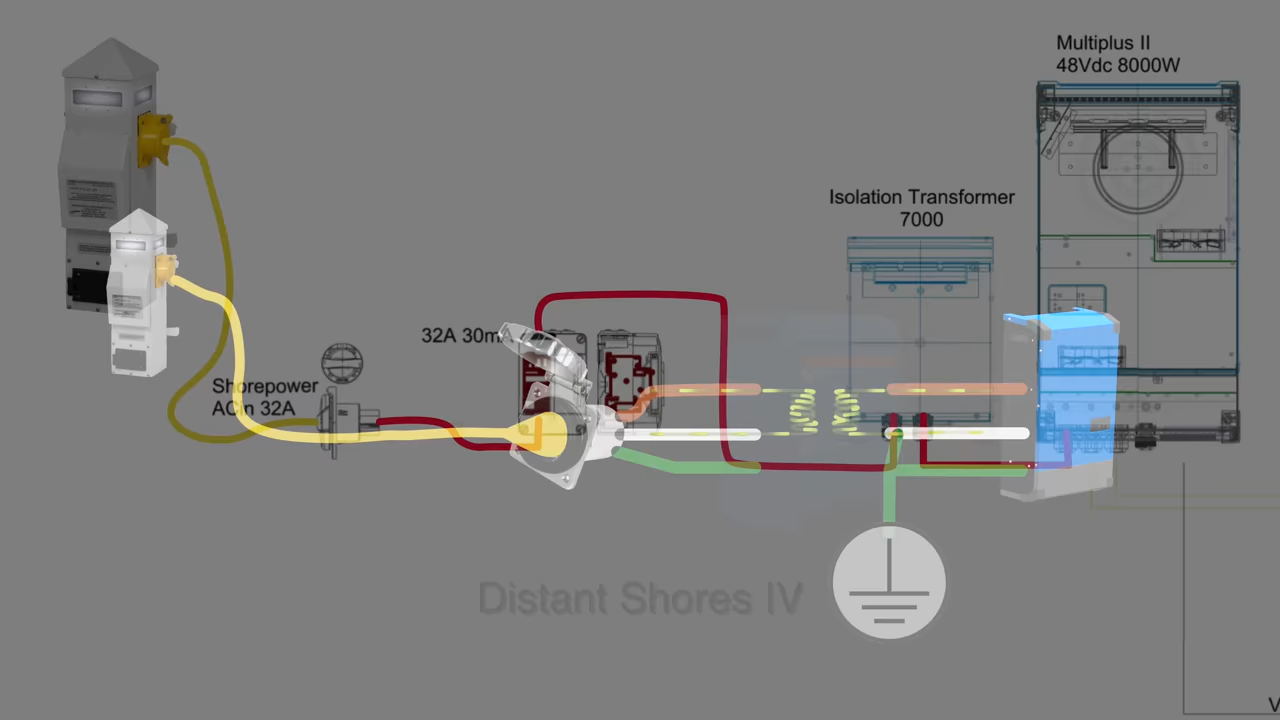 Multiplus II
48Vdc 8000W
Isolation Transformer
7000
32A 30m
Shorepower
ACin 32A
Distant Shores IV
V